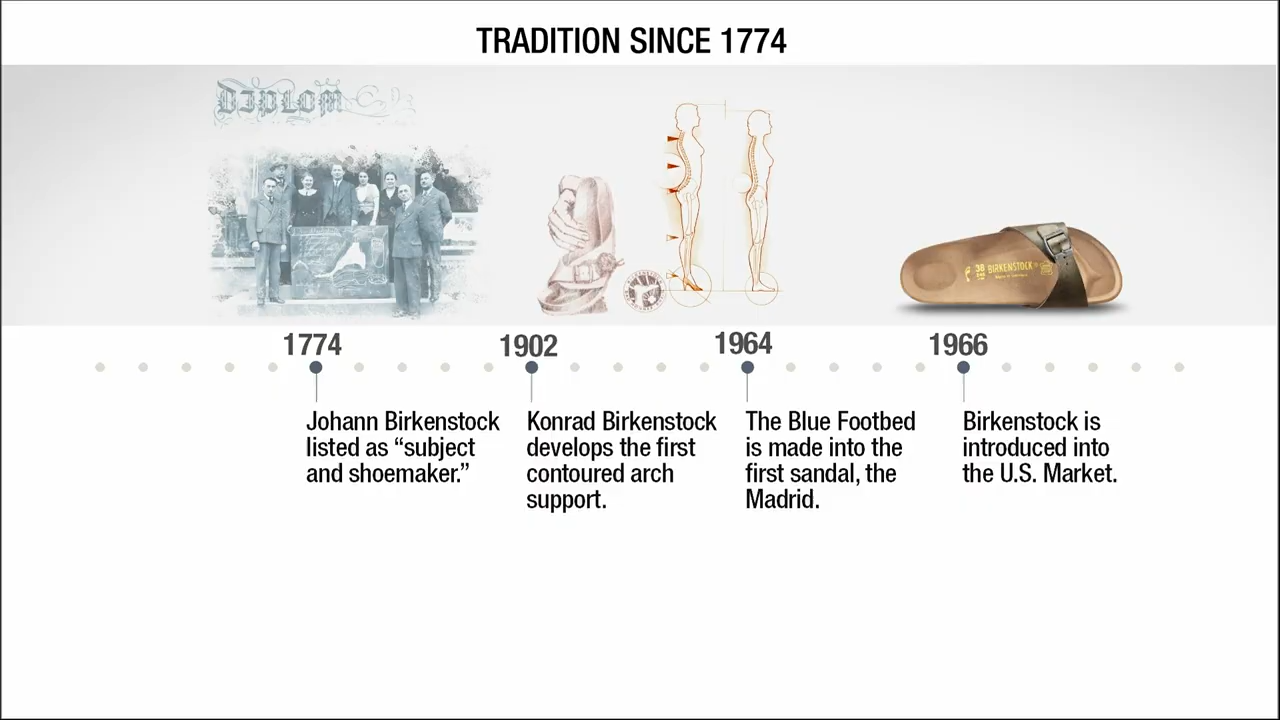 TRADITION SINCE 1774
Diplom
38
BIRKENSTOCK
1774
1902
1964
1966
Johann Birkenstock
listed as “subject
and shoemaker.”
Konrad Birkenstock
develops the first
contoured arch
support.
The Blue Footbed
is made into the
first sandal, the
Madrid.
Birkenstock is
introduced into
the U.S. Market.